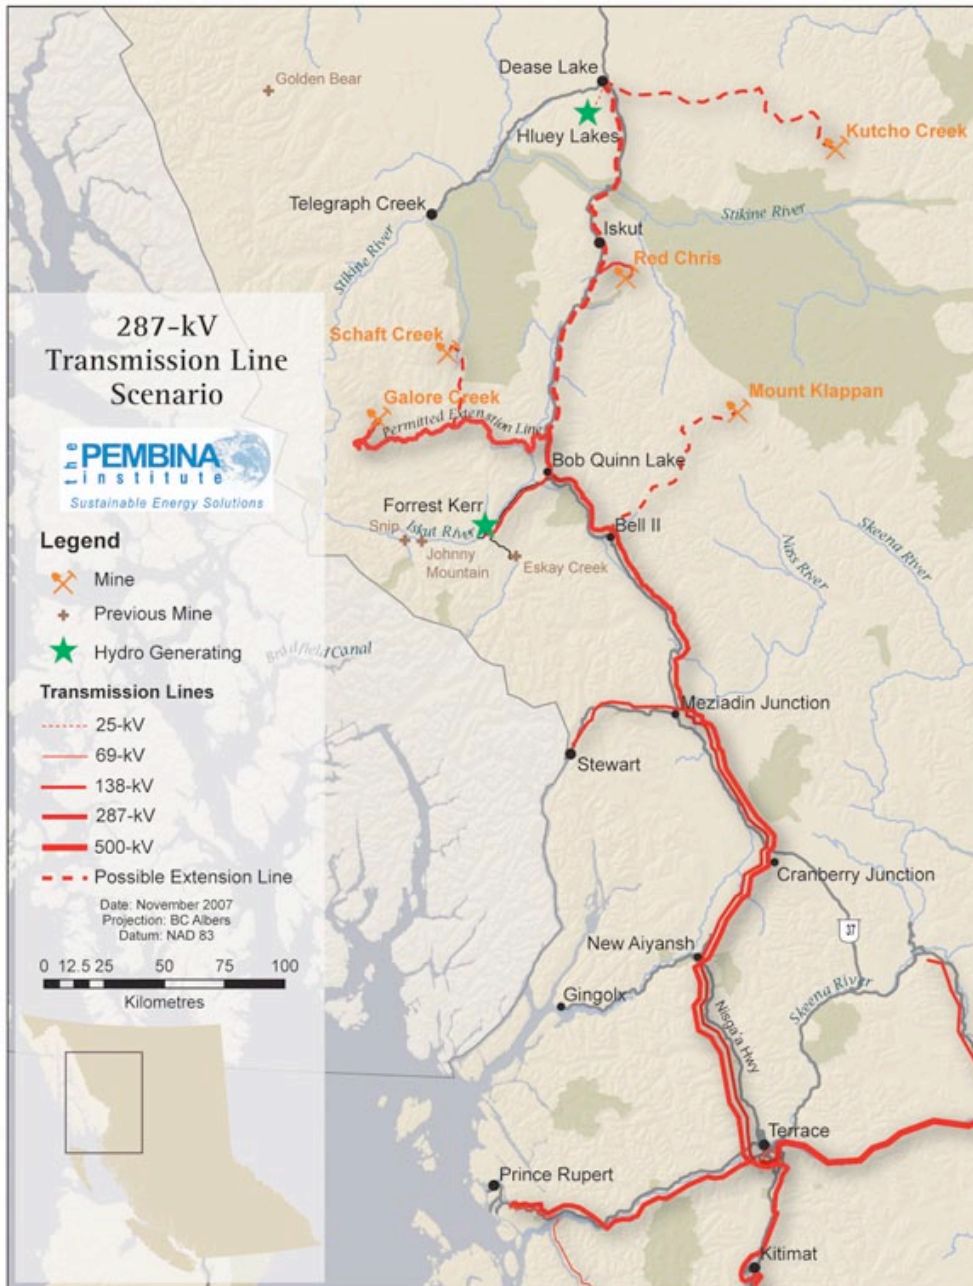 Golden Bear
Dease Lake
Hluey Lakes
Kutcho Creek
Telegraph Creek
Stikine River
Stikine River
Iskut
Red Chris
287-kV
Transmission Line
Scenario
the PEMBINA
institute
Sustainable Energy Solutions
Schaft Creek
Galore Creek
Permitted Extenstion Line
Mount Klappan
Bob Quinn Lake
Forrest Kerr
Iskut River
Snip
Johnny
Mountain
Eskay Creek
Bell II
Nass River
Skeena River
Legend
Mine
Previous Mine
Hydro Generating
Transmission Lines
25-kV
69-kV
138-kV
287-kV
500-kV
Possible Extension Line
Date: November 2007
Projection: BC Albers
Datum: NAD 83
0 12.5 25 50 75 100
Kilometres
Bradfield Canal
Meziadin Junction
Stewart
Cranberry Junction
37
New Aiyansh
Gingolx
Nisga'a Hwy
Skeena River
Terrace
Prince Rupert
Kitimat